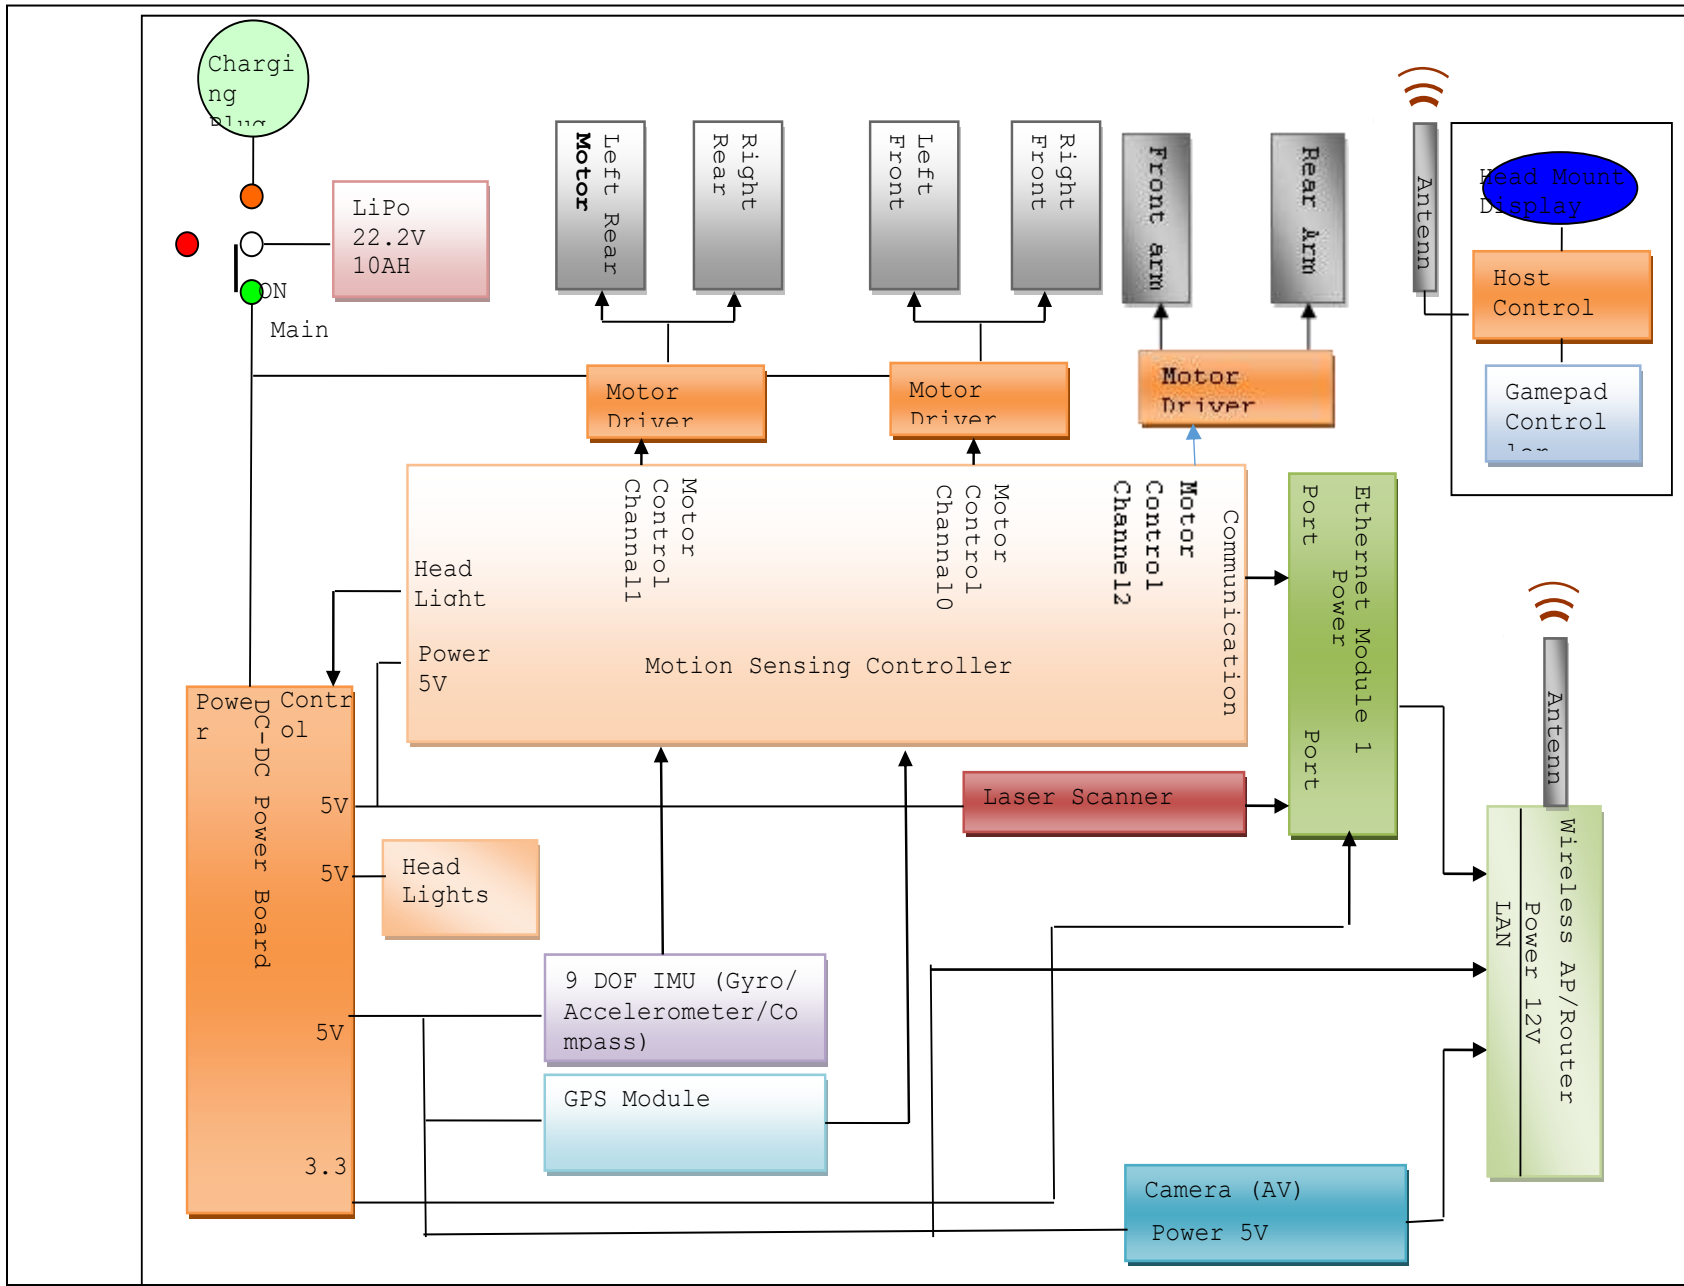 Chargi
ng
Plug
LiPo
22.2V
10AH
ON
Main
Left Rear
Motor
Right
Rear
Left
Front
Right
Front
Front arm
Rear Arm
Antenn
Head Mount
Display
Host
Control
Gamepad
Control
ler
Motor
Driver
Motor
Driver
Motor
Driver
Motor
Control
Channal1
Motor
Control
Channal0
Motor
Control
Channel2
Communication
Head
Light
Power
5V
Motion Sensing Controller
Ethernet Module 1
Power
Port
Port
Antenn
Powe
r
Contr
ol
DC-DC Power Board
5V
5V
5V
3.3
Laser Scanner
Head
Lights
9 DOF IMU (Gyro/
Accelerometer/Co
mpass)
GPS Module
Camera (AV)
Power 5V
Wireless AP/Router
Power 12V
LAN